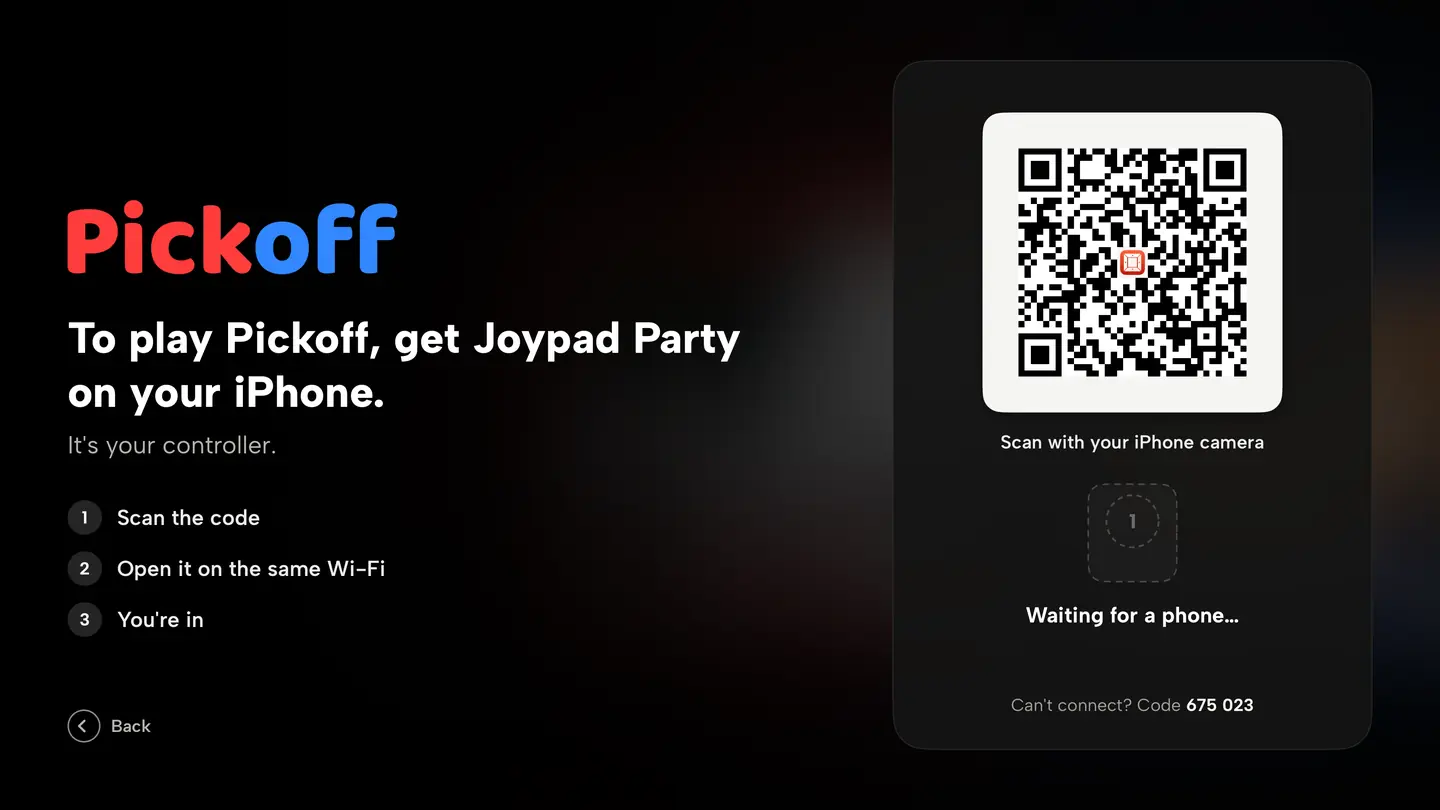 Pickoff
To play Pickoff, get Joypad Party
on your iPhone.
It's your controller.
1 Scan the code
2 Open it on the same Wi-Fi
3 You're in
Back
Scan with your iPhone camera
1
Waiting for a phone…
Can't connect? Code 675 023